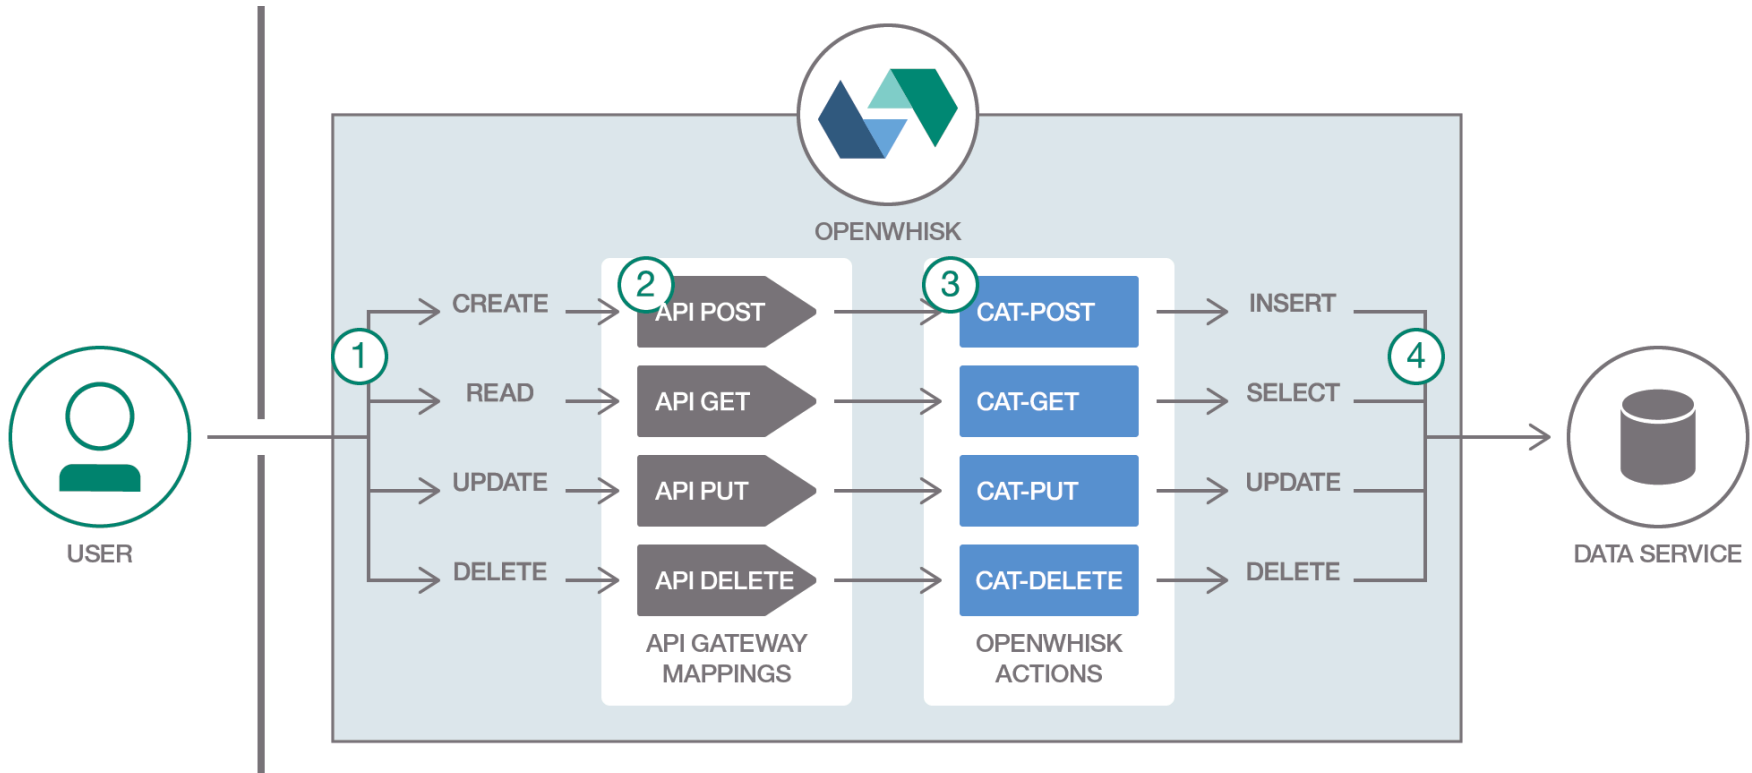 OPENWHISK
1
2
3
4
CREATE
API POST
CAT-POST
INSERT
READ
API GET
CAT-GET
SELECT
UPDATE
API PUT
CAT-PUT
UPDATE
DELETE
API DELETE
CAT-DELETE
DELETE
USER
DATA SERVICE
API GATEWAY
MAPPINGS
OPENWHISK
ACTIONS